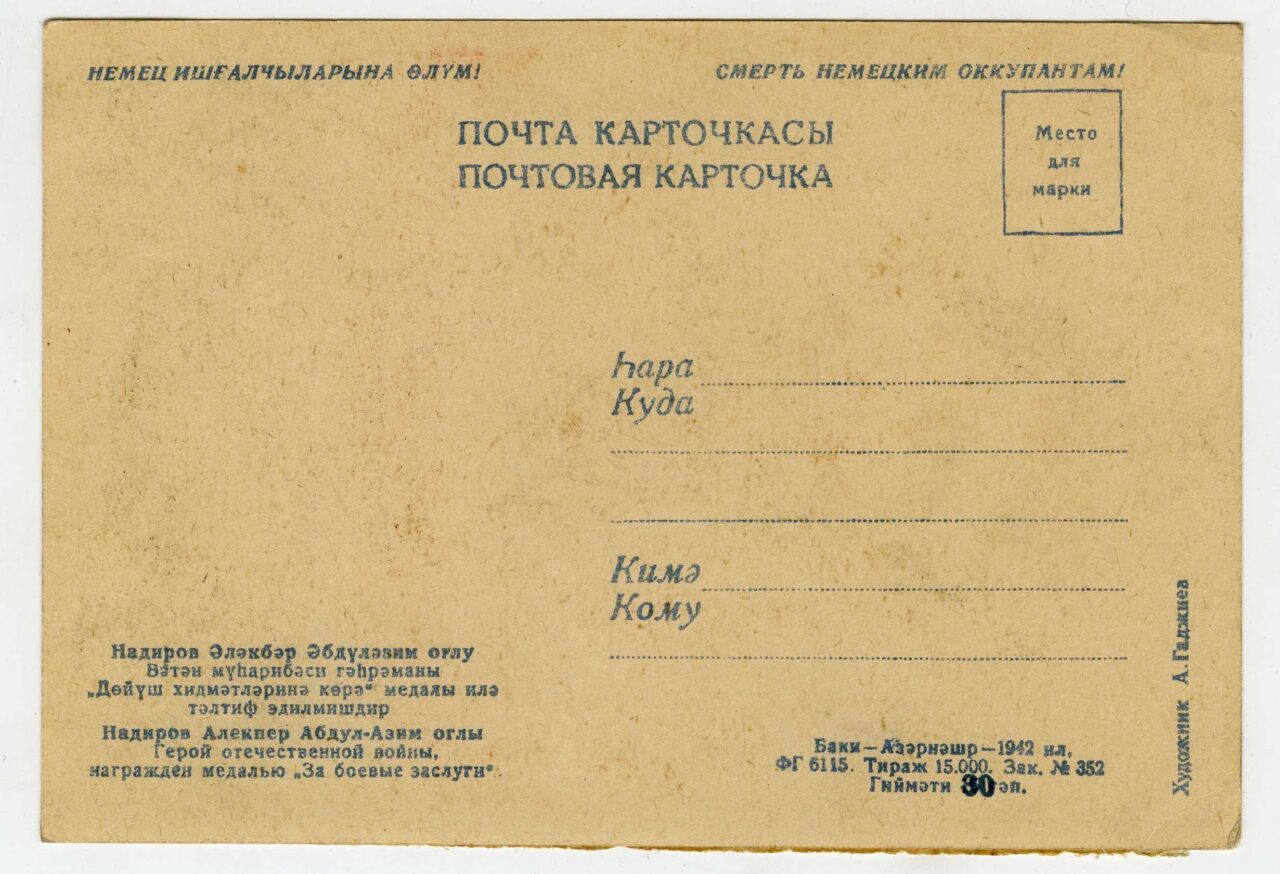 НЕМЕЦ ИШҒАЛЧЫЛАРЫНА ӨЛҮМ!
СМЕРТЬ НЕМЕЦКИМ ОККУПАНТАМ!
ПОЧТА КАРТОЧКАСЫ
ПОЧТОВАЯ КАРТОЧКА
Место
для
марки
Һара
Куда
Кимә
Кому
Надиров Әләкбәр Әбдүләзим оғлу
Вәтән мүһарибәси гәһрәманы
„Дөйүш хидмәтләринә көрә“ медалы илә
тәлтиф эдилмишдир
Надиров Алекпер Абдул-Азим оглы
Герой отечественной войны,
награжден медалью „За боевые заслуги“.
Баки—Азәрнәшр—1942 ил.
ФГ 6115. Тираж 15.000. Зак. № 352
Гиймәти 30 гәп.
Художник А. Гаджиев